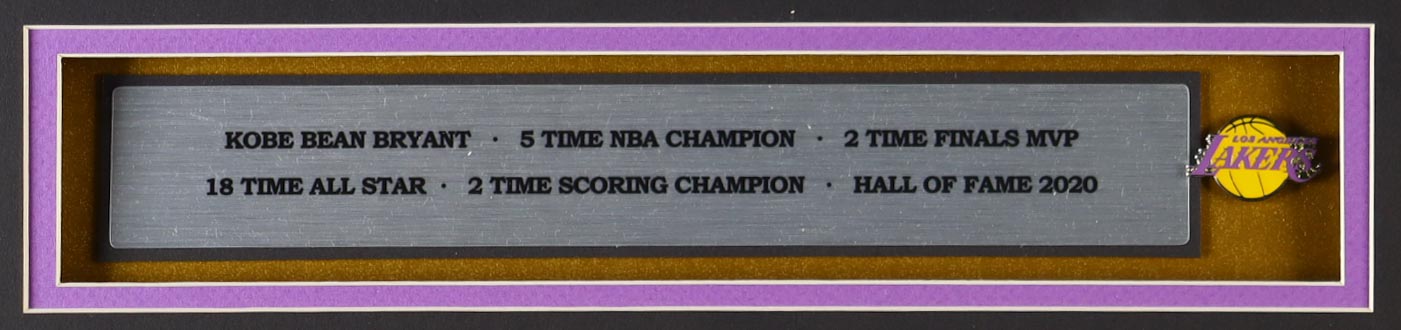 KOBE BEAN BRYANT · 5 TIME NBA CHAMPION · 2 TIME FINALS MVP
18 TIME ALL STAR · 2 TIME SCORING CHAMPION · HALL OF FAME 2020
LOS ANGELES
LAKERS